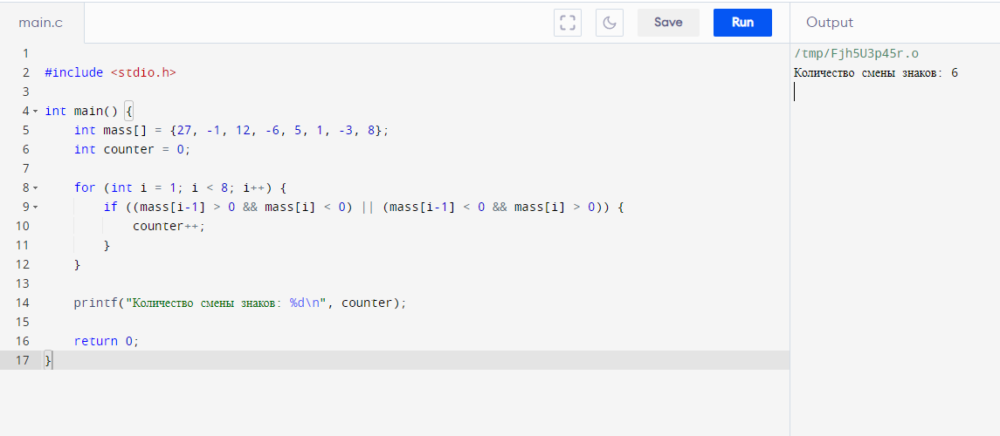 main.c
Save
Run
Output
1
2 #include <stdio.h>
3
4 int main() {
5 int mass[] = {27, -1, 12, -6, 5, 1, -3, 8};
6 int counter = 0;
7
8 for (int i = 1; i < 8; i++) {
9 if ((mass[i-1] > 0 && mass[i] < 0) || (mass[i-1] < 0 && mass[i] > 0)) {
10 counter++;
11 }
12 }
13
14 printf("Количество смены знаков: %d\n", counter);
15
16 return 0;
17 }
/tmp/Fjh5U3p45r.o
Количество смены знаков: 6